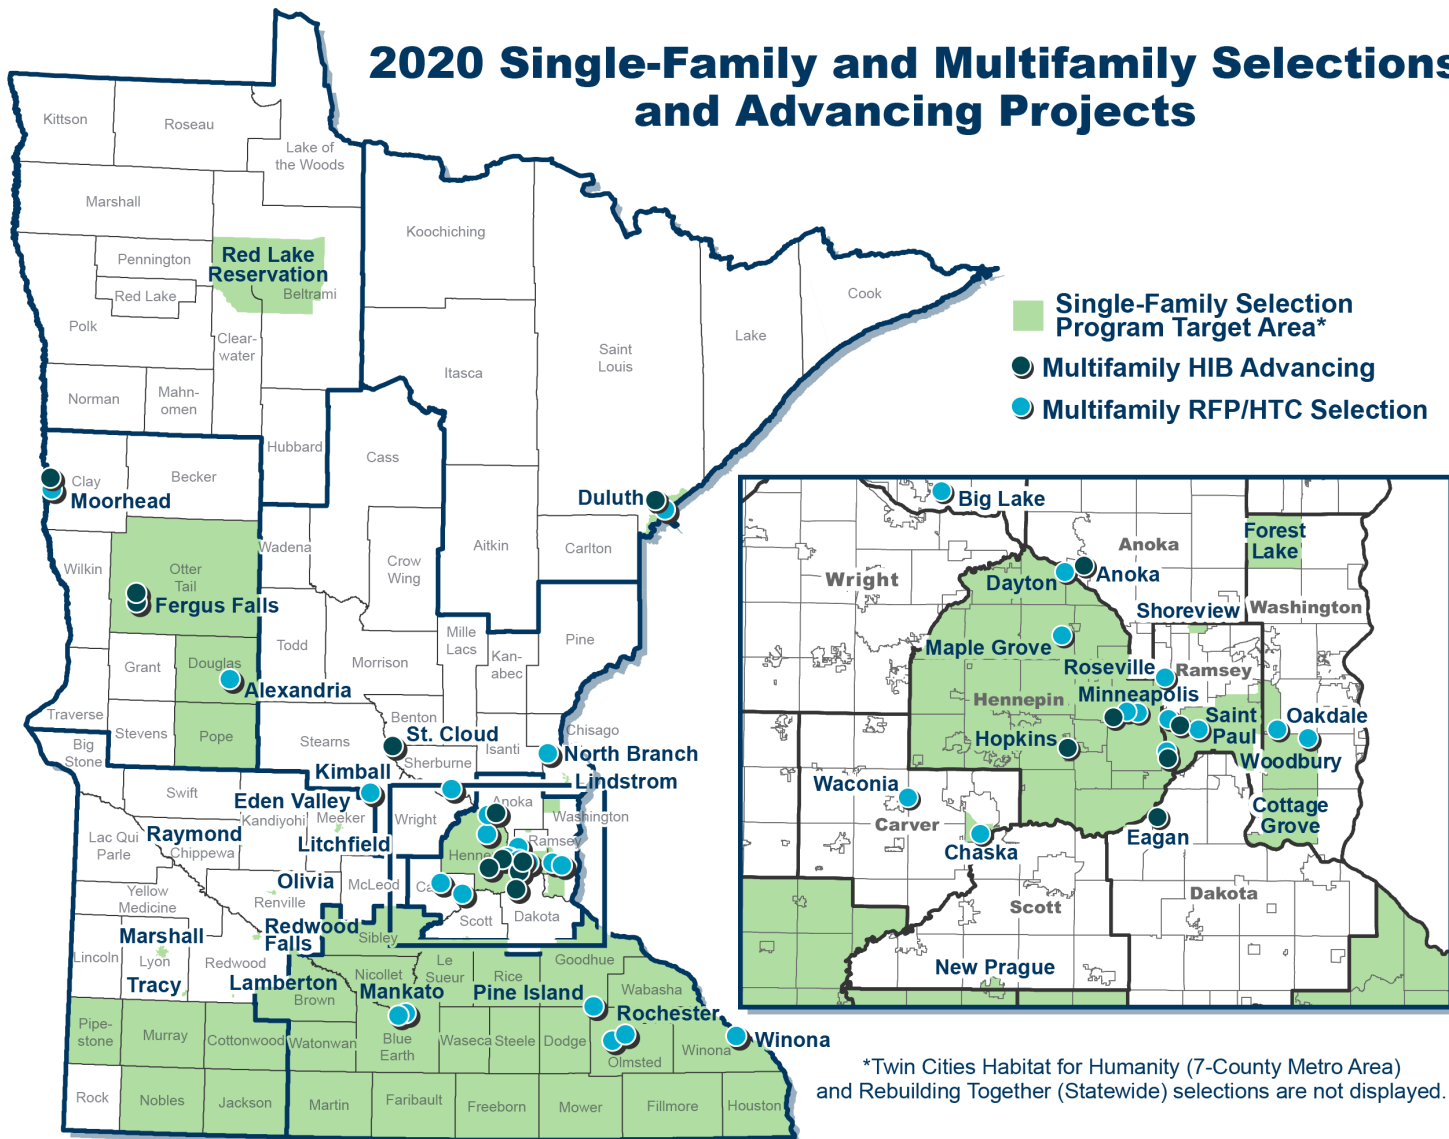 2020 Single-Family and Multifamily Selections
and Advancing Projects
Kittson
Roseau
Lake of
the Woods
Marshall
Koochiching
Pennington
Red Lake
Reservation
Beltrami
Red Lake
Polk
Clear-
water
Cook
Lake
Saint
Louis
Itasca
Norman
Mahn-
omen
Hubbard
Cass
Single-Family Selection
Program Target Area*
Multifamily HIB Advancing
Multifamily RFP/HTC Selection
Clay
Becker
Moorhead
Duluth
Wadena
Crow
Wing
Aitkin
Carlton
Wilkin
Otter
Tail
Fergus Falls
Todd
Mille
Lacs
Kan-
abec
Pine
Grant
Douglas
Morrison
Alexandria
Traverse
Stevens
Pope
Benton
St. Cloud
Chisago
Big
Stone
Stearns
Isanti
North Branch
Sherburne
Kimball
Lindstrom
Swift
Eden Valley
Kandiyohi
Meeker
Wright
Anoka
Washington
Lac Qui
Parle
Raymond
Chippewa
Litchfield
Henne
Ramsey
Olivia
Renville
McLeod
Ca
Yellow
Medicine
Scott
Dakota
Redwood
Falls
Sibley
Marshall
Lincoln
Lyon
Redwood
Tracy
Lamberton
Brown
Nicollet
Le
Sueur
Rice
Goodhue
Wabasha
Mankato
Pine Island
Rochester
Pipe-
stone
Murray
Cottonwood
Watonwan
Blue
Earth
Waseca
Steele
Dodge
Olmsted
Winona
Winona
Rock
Nobles
Jackson
Martin
Faribault
Freeborn
Mower
Fillmore
Houston
Big Lake
Forest
Lake
Anoka
Wright
Dayton
Anoka
Shoreview
Washington
Maple Grove
Roseville
Ramsey
Hennepin
Minneapolis
Saint
Paul
Oakdale
Hopkins
Woodbury
Waconia
Cottage
Grove
Carver
Eagan
Chaska
Scott
Dakota
New Prague
*Twin Cities Habitat for Humanity (7-County Metro Area)
and Rebuilding Together (Statewide) selections are not displayed.